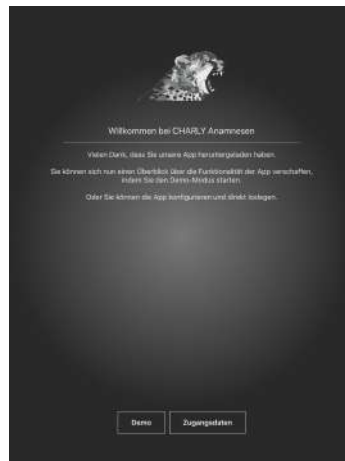 Willkommen bei CHARLY Anamnesen
Vielen Dank, dass Sie unsere App heruntergeladen haben.
Sie können sich nun einen Überblick über die Funktionalität der App verschaffen,
indem Sie den Demo-Modus starten.
Oder Sie können die App konfigurieren und direkt loslegen.
Demo
Zugangsdaten